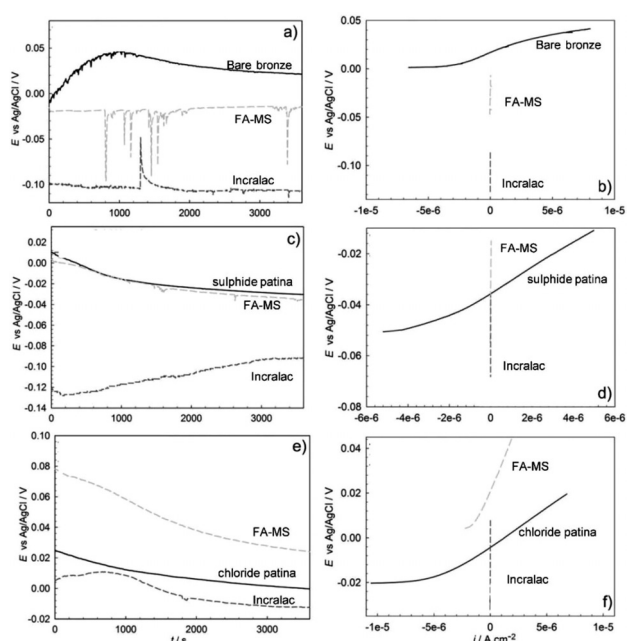 a)
E vs Ag/AgCl / V
0.05
0.00
-0.05
-0.10
Bare bronze
FA-MS
Incralac
0 1000 2000 3000
b)
E vs Ag/AgCl / V
0.05
0.00
-0.05
-0.10
Bare bronze
FA-MS
Incralac
-1e-5 -5e-6 0 5e-6 1e-5
c)
E vs Ag/AgCl / V
0.02
0.00
-0.02
-0.04
-0.06
-0.08
-0.10
-0.12
-0.14
sulphide patina
FA-MS
Incralac
0 1000 2000 3000
d)
E vs Ag/AgCl / V
-0.02
-0.04
-0.06
-0.08
FA-MS
sulphide patina
Incralac
-6e-6 -4e-6 -2e-6 0 2e-6 4e-6 6e-6
e)
E vs Ag/AgCl / V
0.10
0.08
0.06
0.04
0.02
0.00
-0.02
FA-MS
chloride patina
Incralac
0 1000 2000 3000
t / s
f)
E vs Ag/AgCl / V
0.04
0.02
0.00
-0.02
FA-MS
chloride patina
Incralac
-1e-5 -5e-6 0 5e-6 1e-5
i / A cm-2